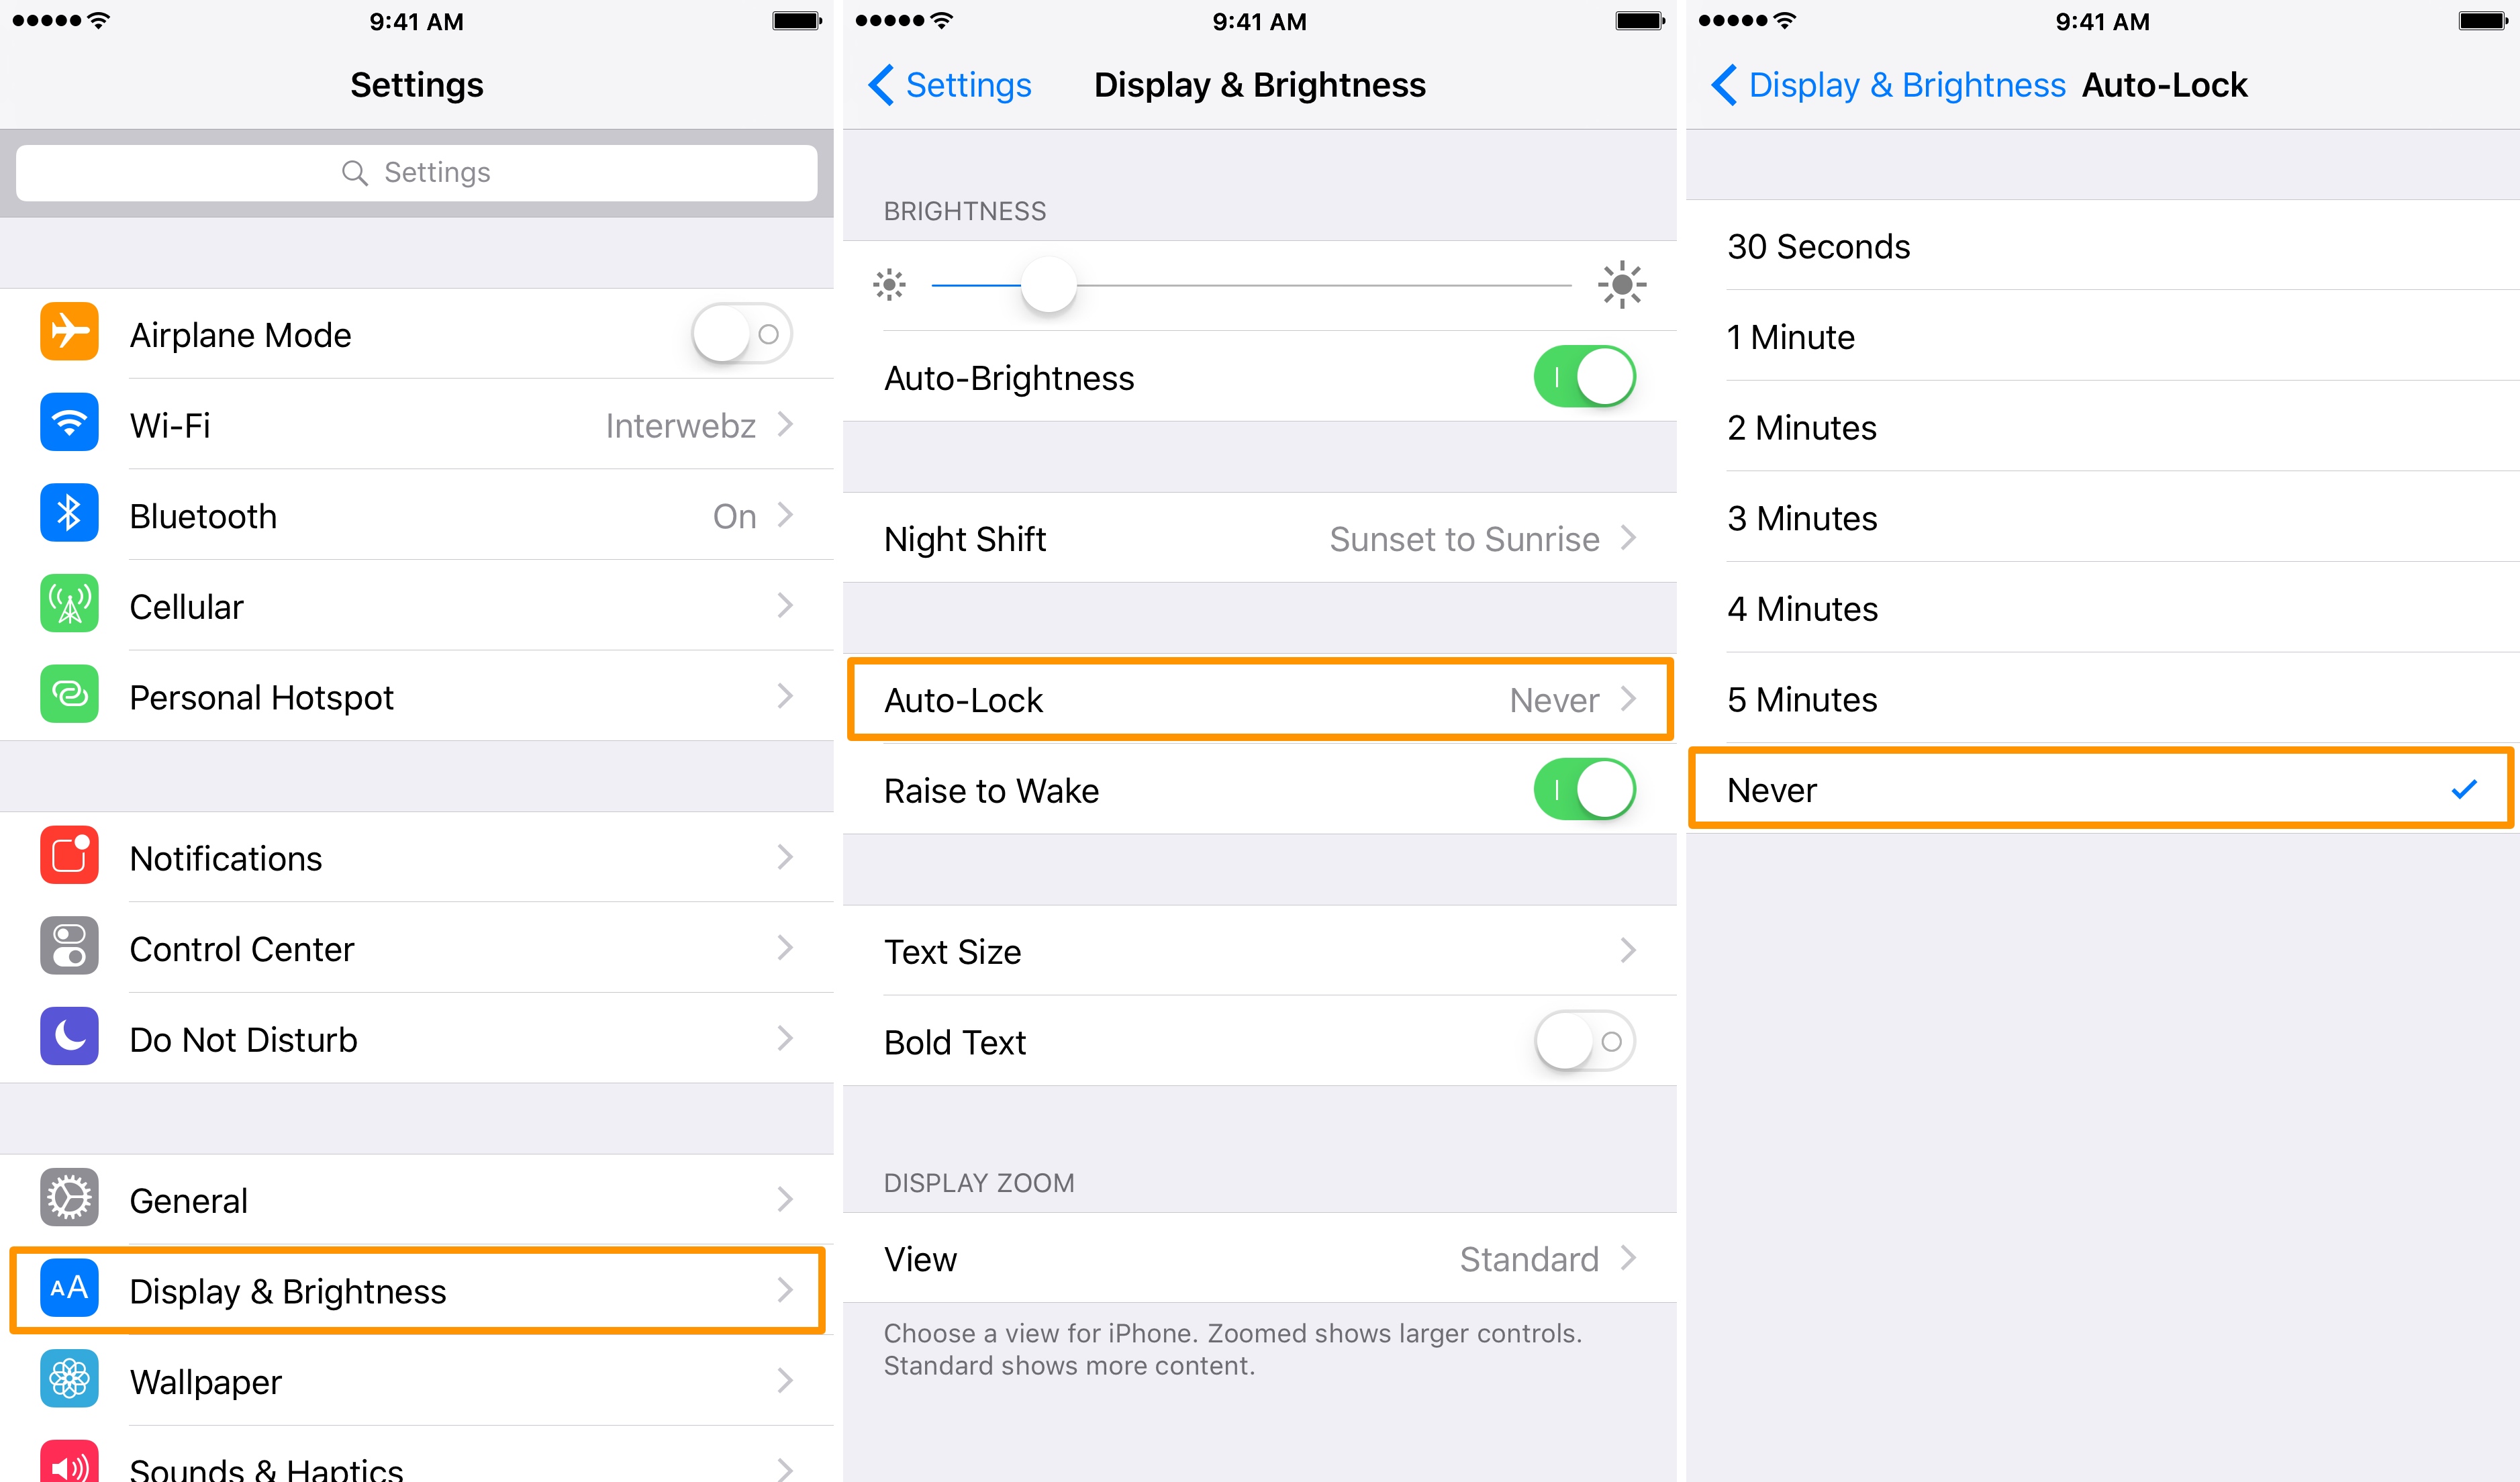 9:41 AM
Settings
Settings
Airplane Mode
Wi-Fi Interwebz
Bluetooth On
Cellular
Personal Hotspot
Notifications
Control Center
Do Not Disturb
General
AA Display & Brightness
Wallpaper
Sounds & Haptics
9:41 AM
Settings Display & Brightness
BRIGHTNESS
Auto-Brightness
Night Shift Sunset to Sunrise
Auto-Lock Never
Raise to Wake
Text Size
Bold Text
DISPLAY ZOOM
View Standard
Choose a view for iPhone. Zoomed shows larger controls.
Standard shows more content.
9:41 AM
Display & Brightness Auto-Lock
30 Seconds
1 Minute
2 Minutes
3 Minutes
4 Minutes
5 Minutes
Never